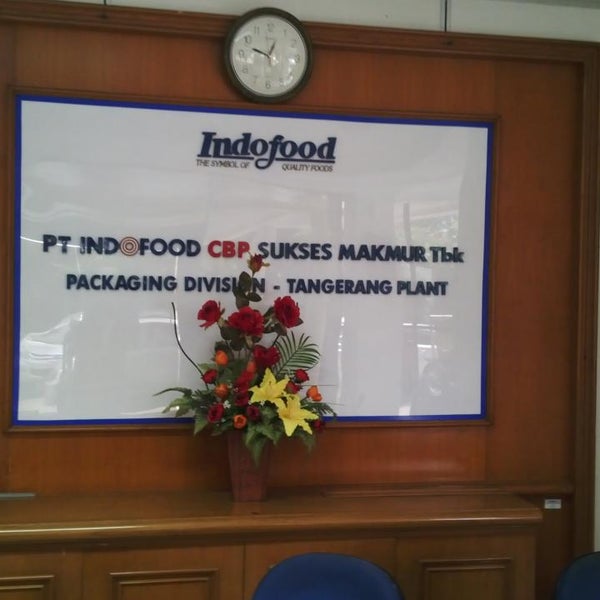 Indofood
THE SYMBOL OF QUALITY FOODS
PT INDOFOOD CBP SUKSES MAKMUR Tbk
PACKAGING DIVISION - TANGERANG PLANT